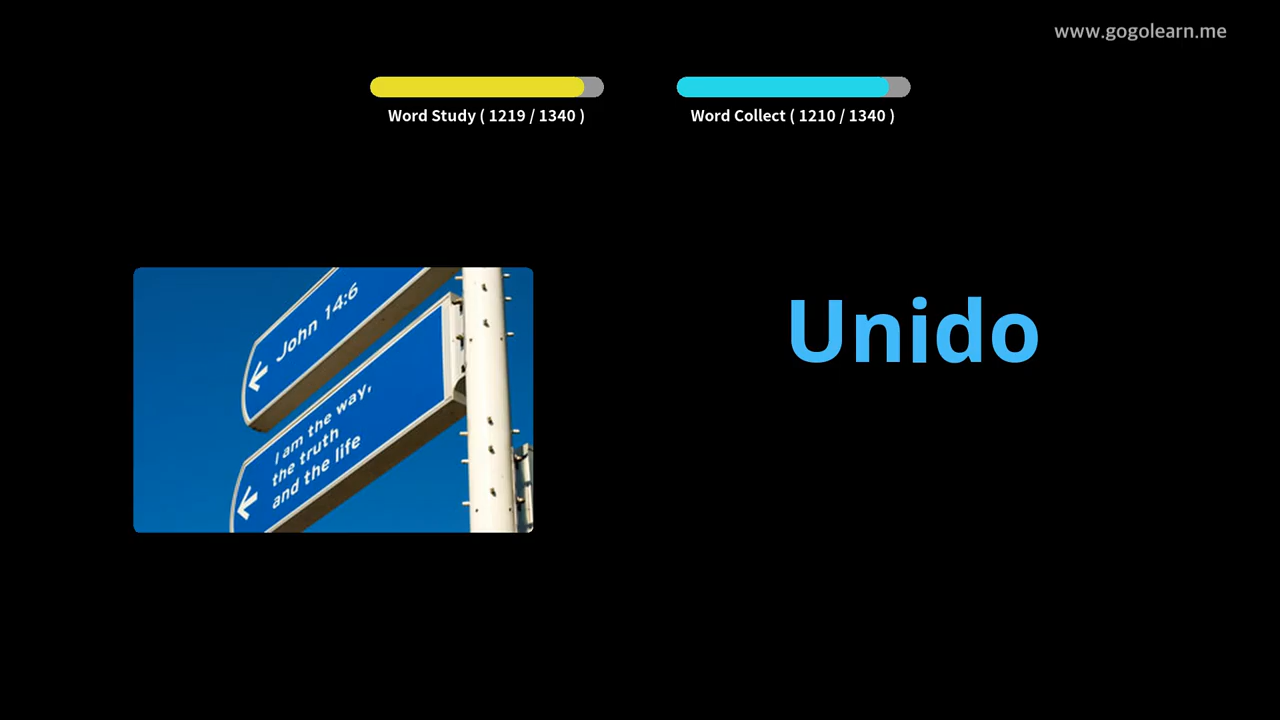 www.gogolearn.me
Word Study ( 1219 / 1340 )
Word Collect ( 1210 / 1340 )
John 14:6
I am the way,
the truth
and the life
Unido